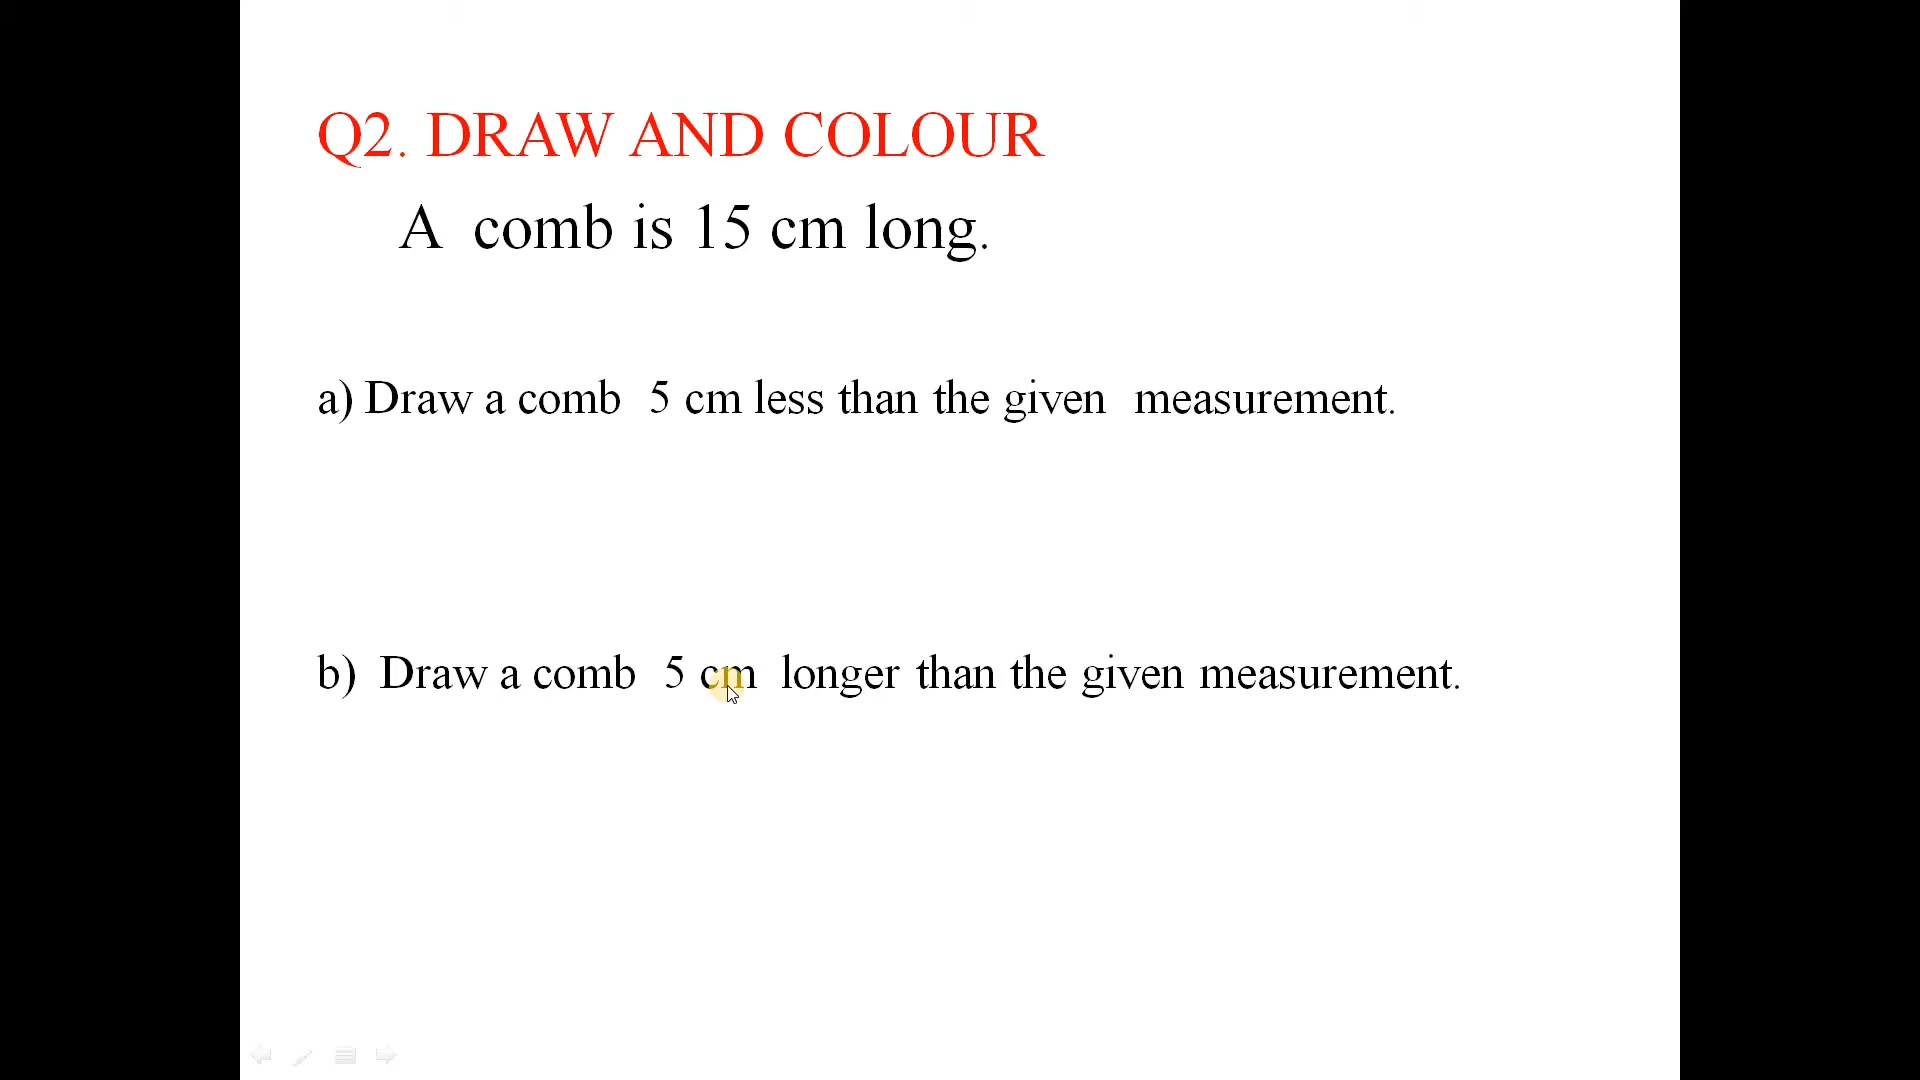 Q2. DRAW AND COLOUR
A comb is 15 cm long.
a) Draw a comb 5 cm less than the given measurement.
b) Draw a comb 5 cm longer than the given measurement.